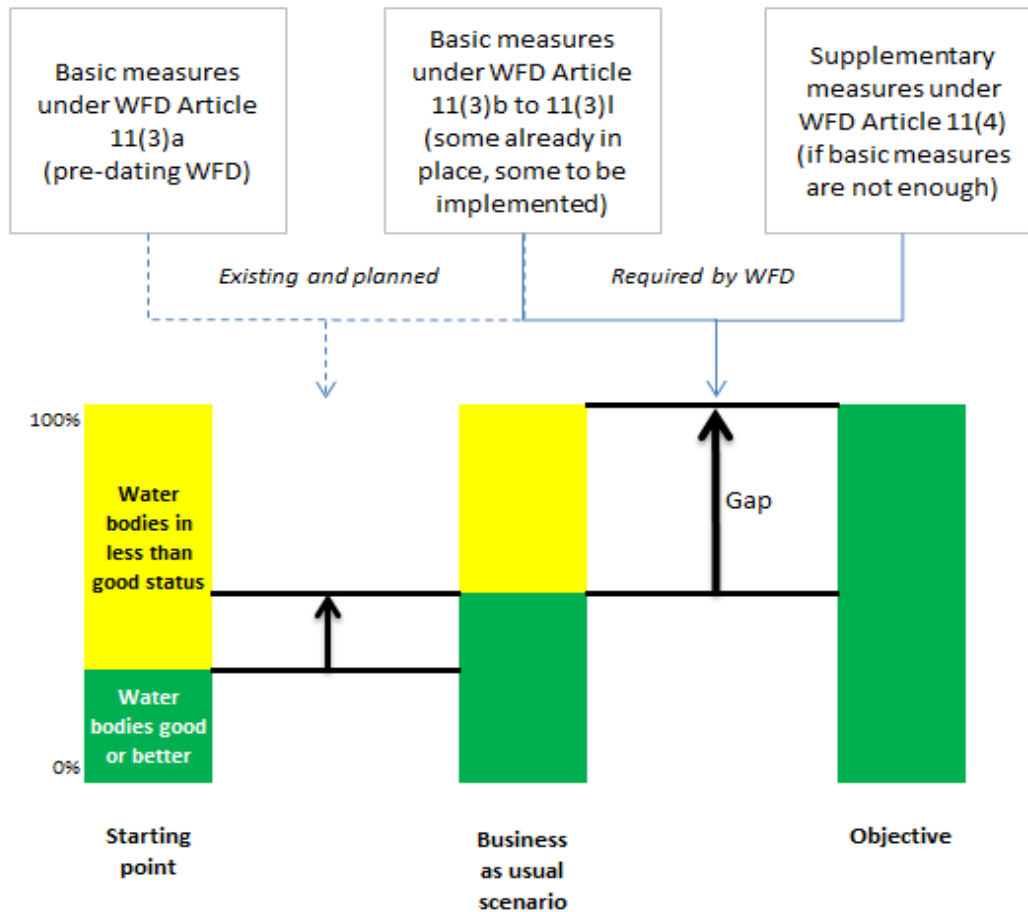 Basic measures
under WFD Article
11(3)a
(pre-dating WFD)
Basic measures
under WFD Article
11(3)b to 11(3)l
(some already in
place, some to be
implemented)
Supplementary
measures under
WFD Article 11(4)
(if basic measures
are not enough)
Existing and planned
Required by WFD
100%
Water
bodies in
less than
good status
Gap
Water
bodies good
or better
0%
Starting
point
Business
as usual
scenario
Objective